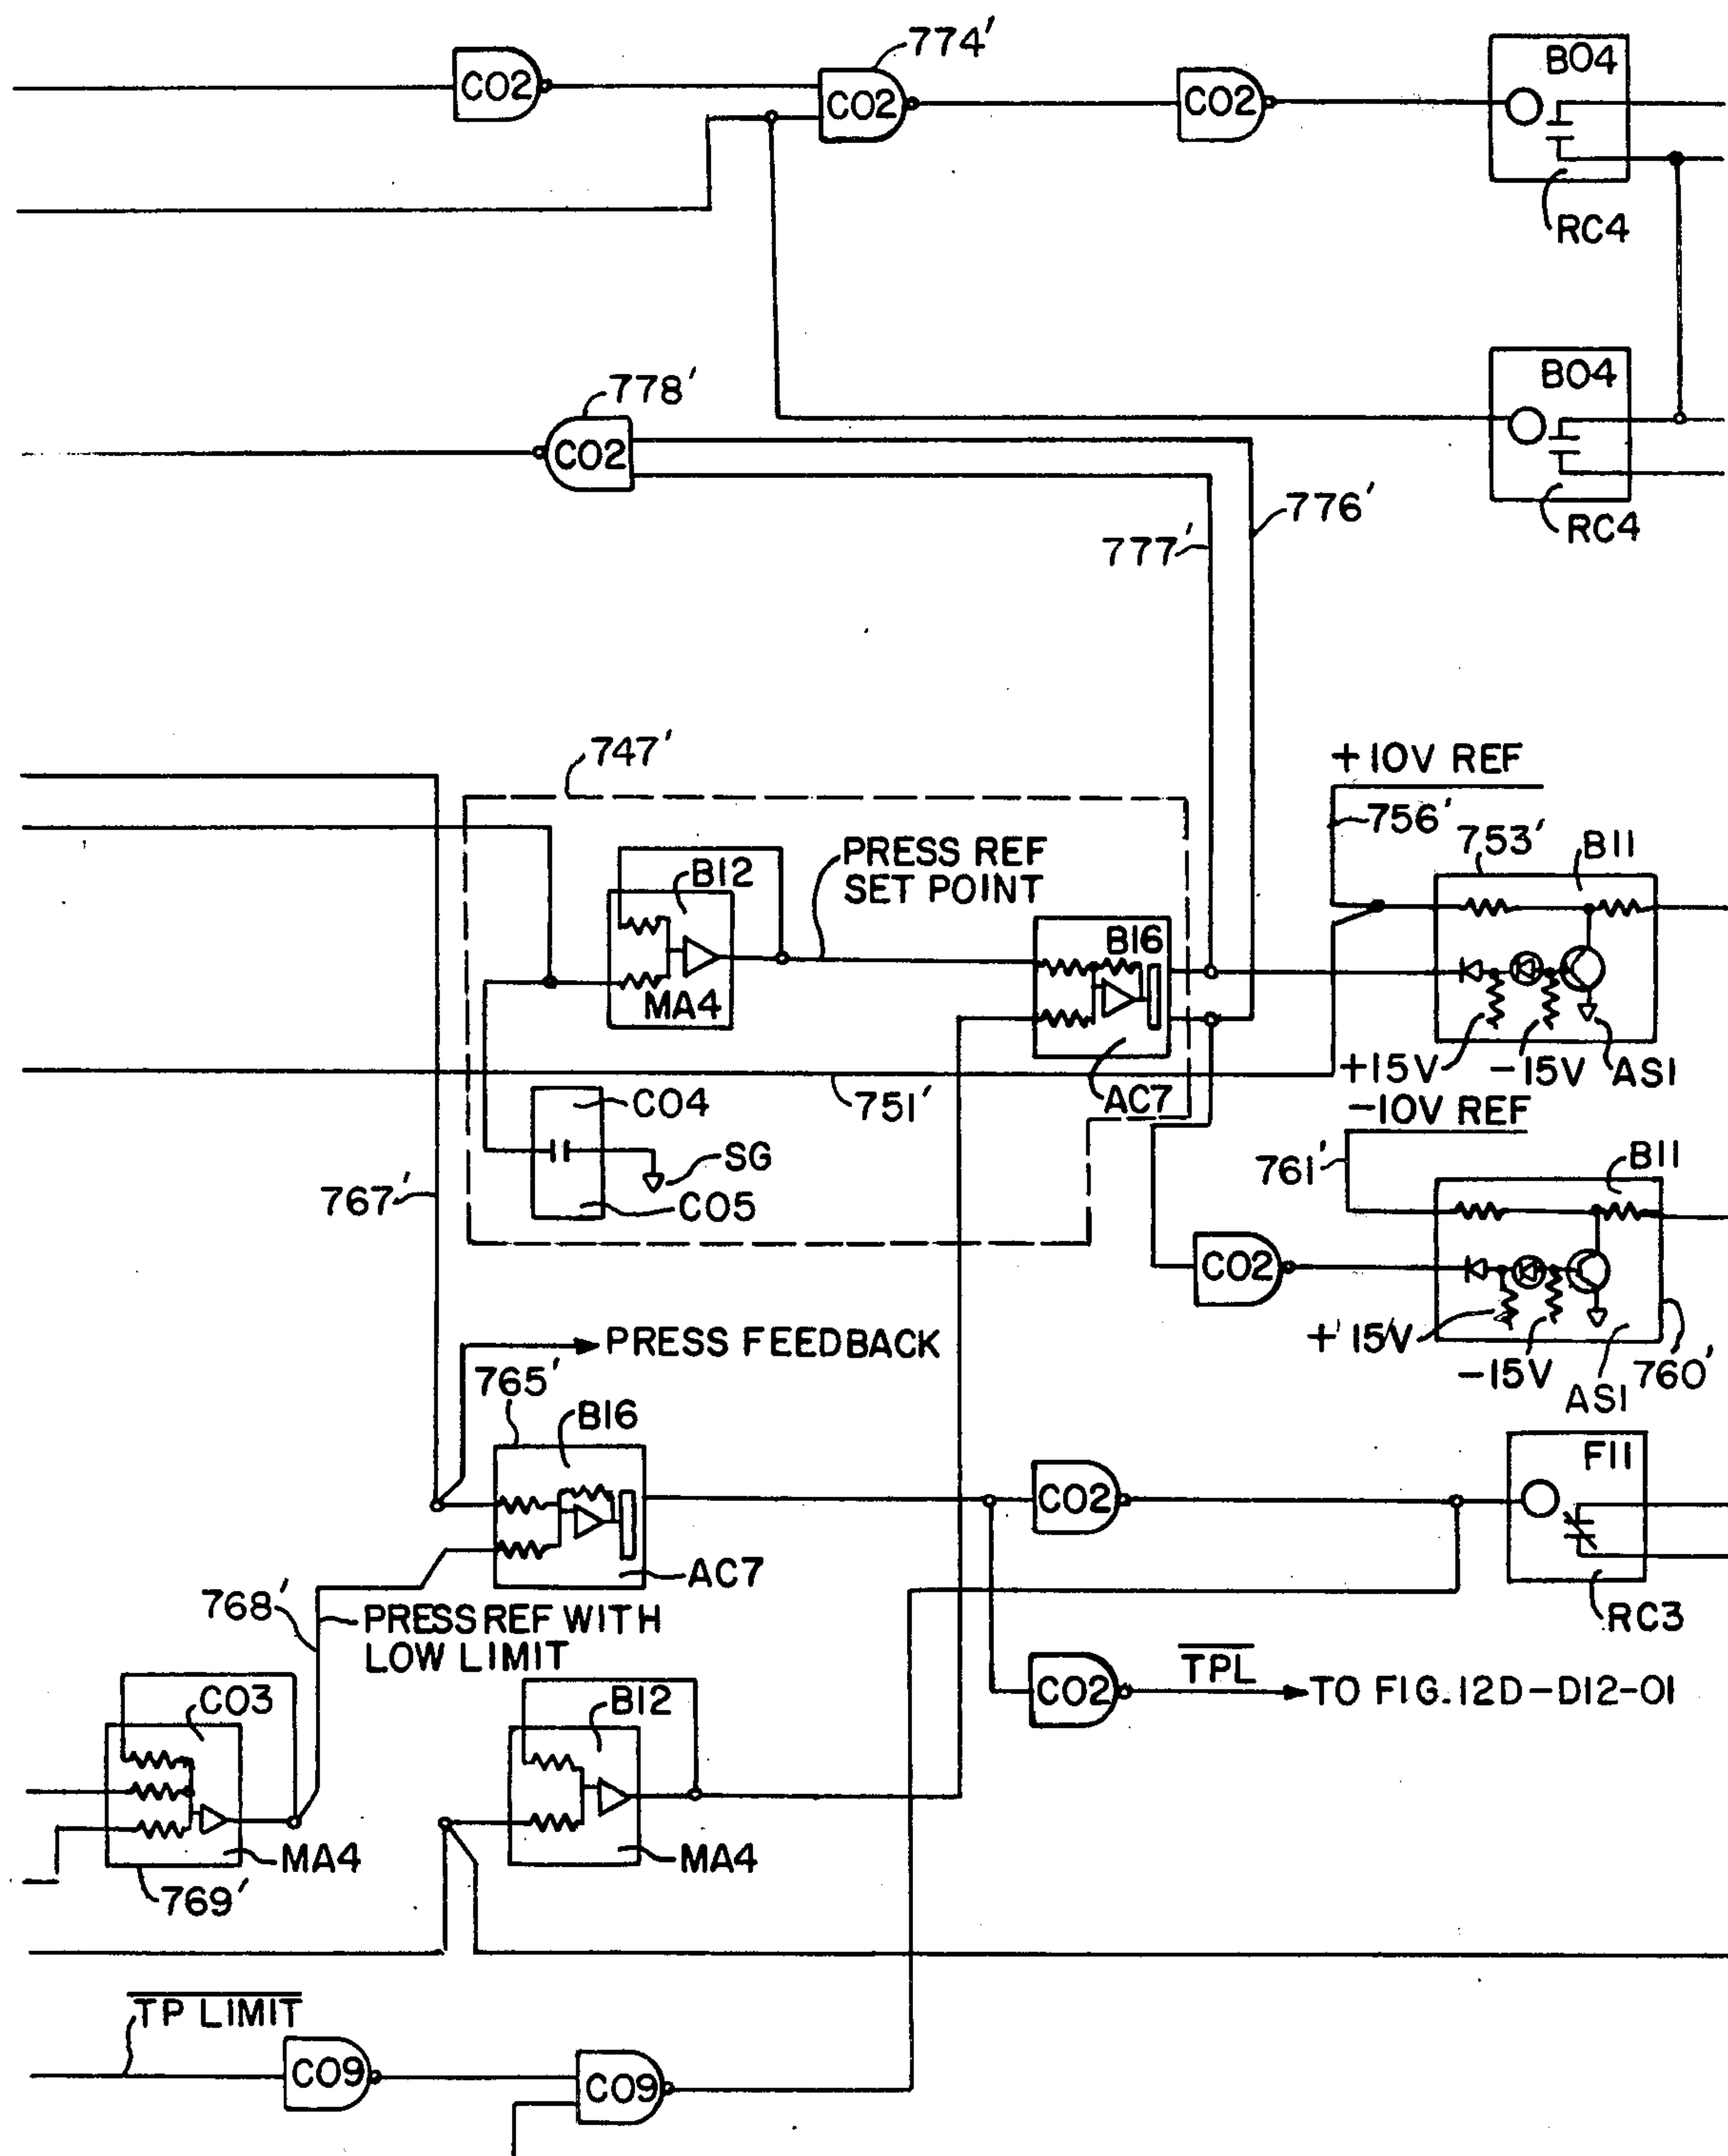 774'
CO2
CO2
CO2
BO4
RC4
778'
CO2
BO4
RC4
776'
777'
747'
+10V REF
756'
753'
B11
PRESS REF
SET POINT
B12
MA4
B16
AC7
+15V
-15V
AS1
751'
CO4
SG
CO5
767'
-10V REF
761'
B11
CO2
+15V
-15V
AS1
760'
PRESS FEEDBACK
765'
B16
AC7
CO2
F11
RC3
768'
PRESS REF WITH
LOW LIMIT
CO2
TPL
TO FIG.12D-D12-01
CO3
MA4
769'
B12
MA4
TP LIMIT
CO9
CO9